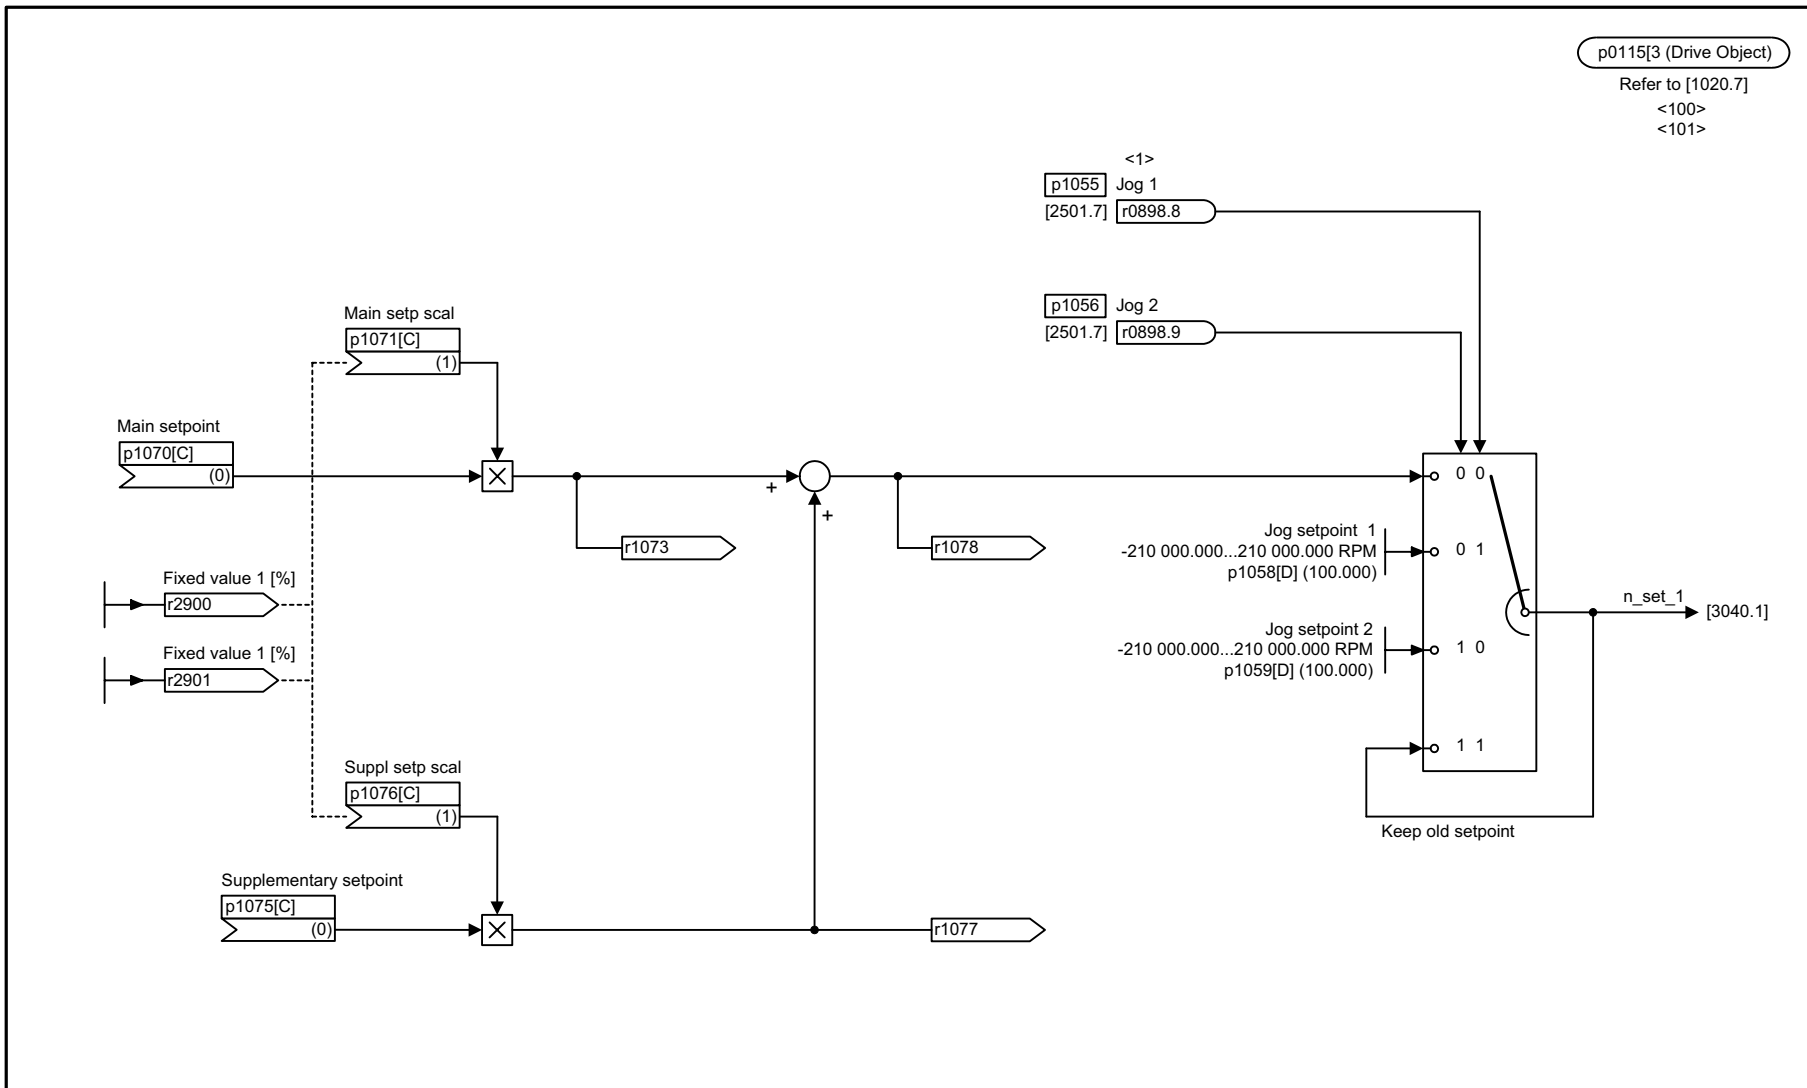 p0115[3 (Drive Object)
Refer to [1020.7]
<100>
<101>
<1>
p1055 Jog 1
[2501.7] r0898.8
p1056 Jog 2
[2501.7] r0898.9
Main setp scal
p1071[C]
(1)
Main setpoint
p1070[C]
(0)
+
+
r1073
r1078
Fixed value 1 [%]
r2900
Fixed value 1 [%]
r2901
Jog setpoint 1
-210 000.000...210 000.000 RPM
p1058[D] (100.000)
Jog setpoint 2
-210 000.000...210 000.000 RPM
p1059[D] (100.000)
0 0
0 1
1 0
1 1
n_set_1
[3040.1]
Keep old setpoint
Suppl setp scal
p1076[C]
(1)
Supplementary setpoint
p1075[C]
(0)
r1077